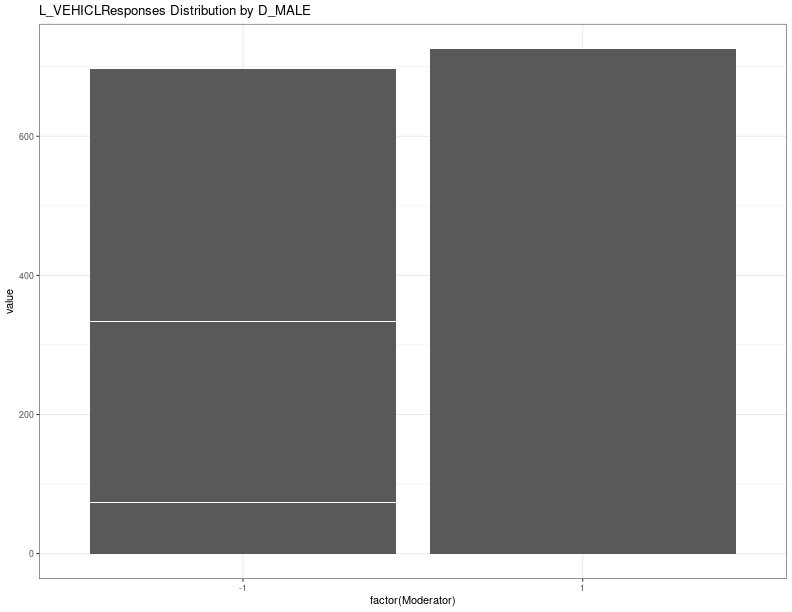 L_VEHICLResponses Distribution by D_MALE
600
400
200
0
value
-1
1
factor(Moderator)